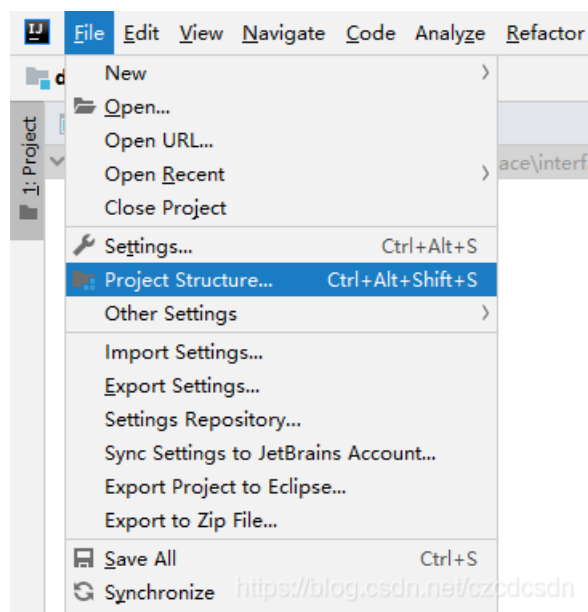 IJ
File Edit View Navigate Code Analyze Refactor
d
New
Open...
Open URL...
Open Recent
Close Project
Settings... Ctrl+Alt+S
Project Structure... Ctrl+Alt+Shift+S
Other Settings
Import Settings...
Export Settings...
Settings Repository...
Sync Settings to JetBrains Account...
Export Project to Eclipse...
Export to Zip File...
Save All Ctrl+S
Synchronize
1: Project
ace\interfa
https://blog.csdn.net/czcdcsdn